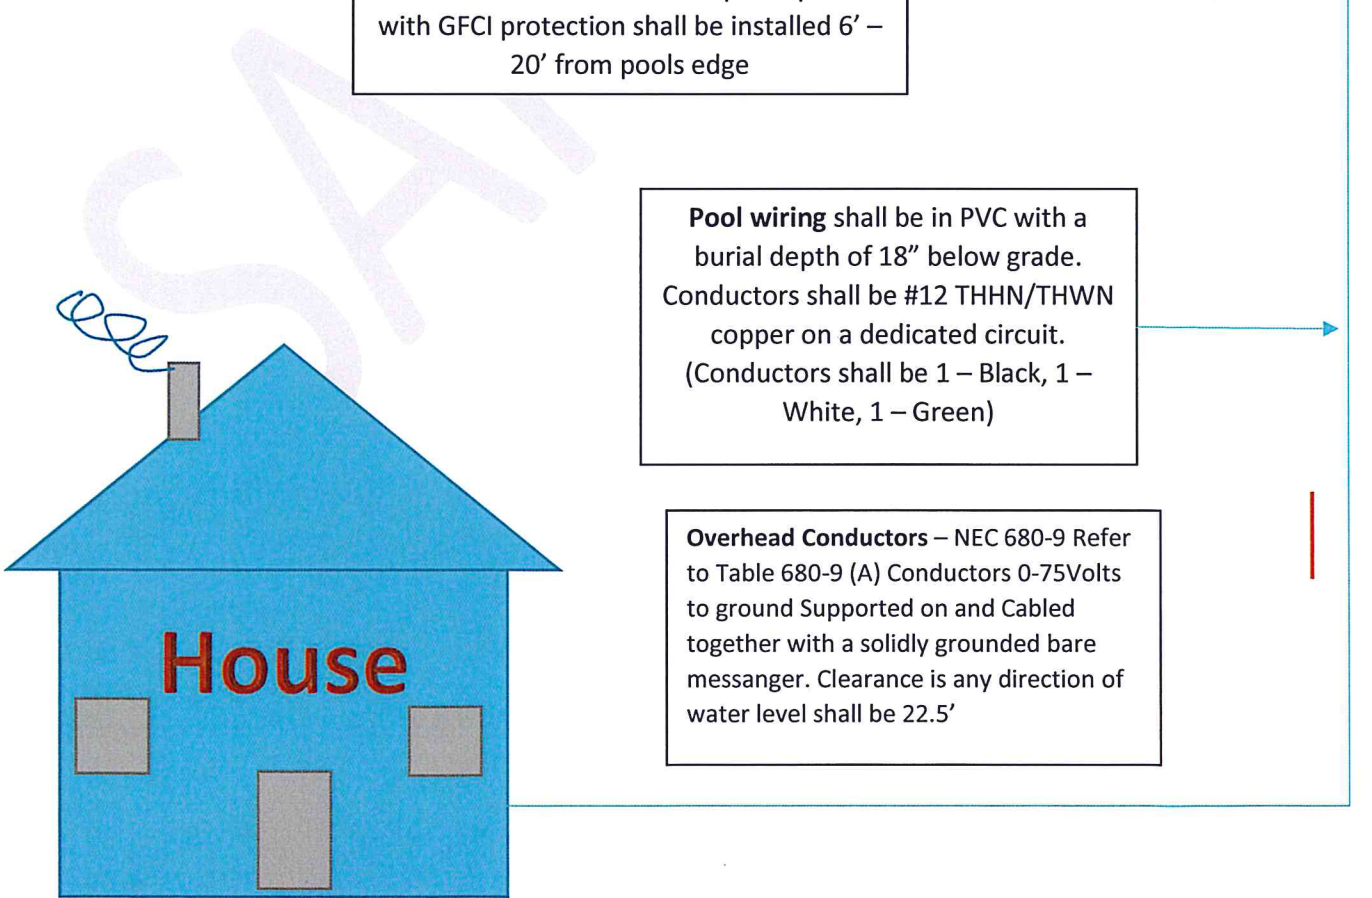 with GFCI protection shall be installed 6’ –
20’ from pools edge
Pool wiring shall be in PVC with a
burial depth of 18” below grade.
Conductors shall be #12 THHN/THWN
copper on a dedicated circuit.
(Conductors shall be 1 – Black, 1 –
White, 1 – Green)
Overhead Conductors – NEC 680-9 Refer
to Table 680-9 (A) Conductors 0-75Volts
to ground Supported on and Cabled
together with a solidly grounded bare
messanger. Clearance is any direction of
water level shall be 22.5’
House